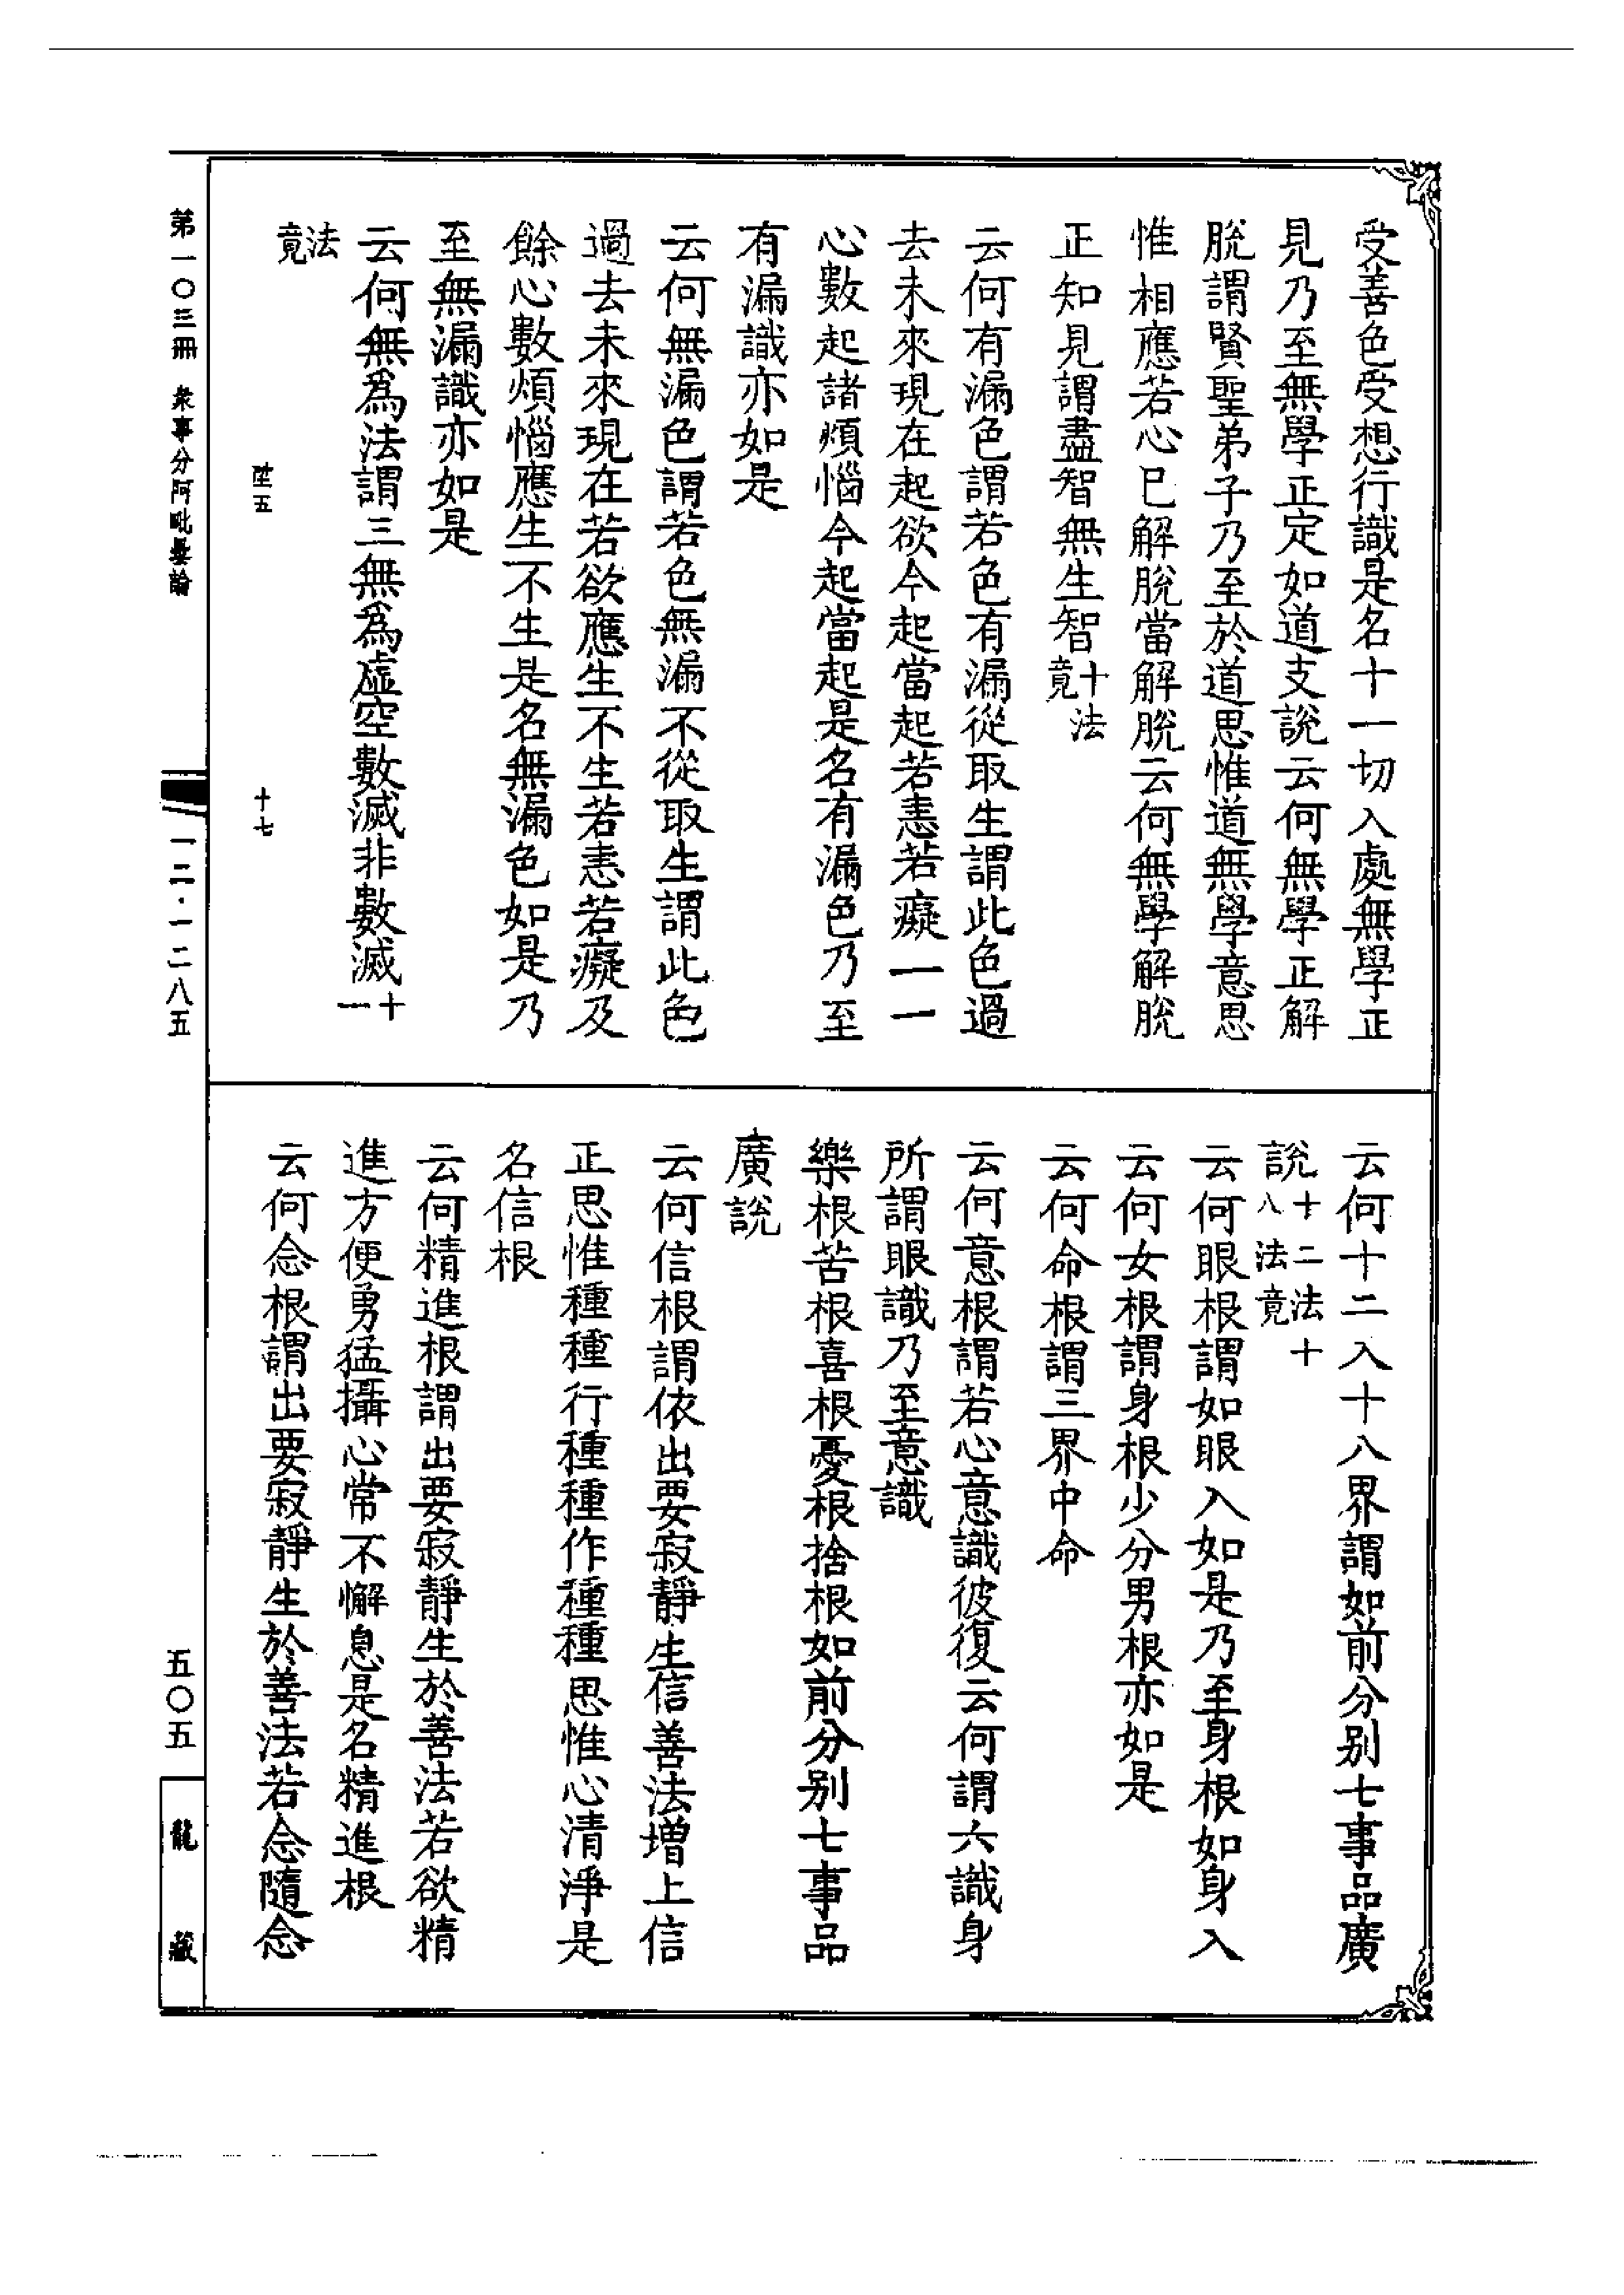 受善色受想行識是名十一切入處無學正
見乃至無學正定如道支說云何無學正解
脫謂賢聖弟子乃至於道思惟道無學意思
惟相應若心已解脫當解脫云何無學解脫
正知見謂盡智無生智十法竟
云何有漏色謂若色有漏從取生謂此色過
去未來現在起欲今起當起若恚若癡一一
心數起諸煩惱今起當起是名有漏色乃至
有漏識亦如是
云何無漏色謂若色無漏不從取生謂此色
過去未來現在若欲應生不生若恚若癡及
餘心數煩惱應生不生是名無漏色如是乃
至無漏識亦如是
云何無為法謂三無為虛空數滅非數滅十一
法竟
陞五 十七
云何十二入十八界謂如前分別七事品廣
說十二法十八法竟
云何眼根謂如眼入如是乃至身根如身入
云何女根謂身根少分男根亦如是
云何命根謂三界中命
云何意根謂若心意識彼復云何謂六識身
所謂眼識乃至意識
樂根苦根喜根憂根捨根如前分別七事品
廣說
云何信根謂依出要寂靜生信善法增上信
正思惟種種行種種作種種思惟心清淨是
名信根
云何精進根謂出要寂靜生於善法若欲精
進方便勇猛攝心常不懈息是名精進根
云何念根謂出要寂靜生於善法若念隨念
第一〇三冊 衆事分阿毗曇論
一二·一二八五
五〇五
龍藏